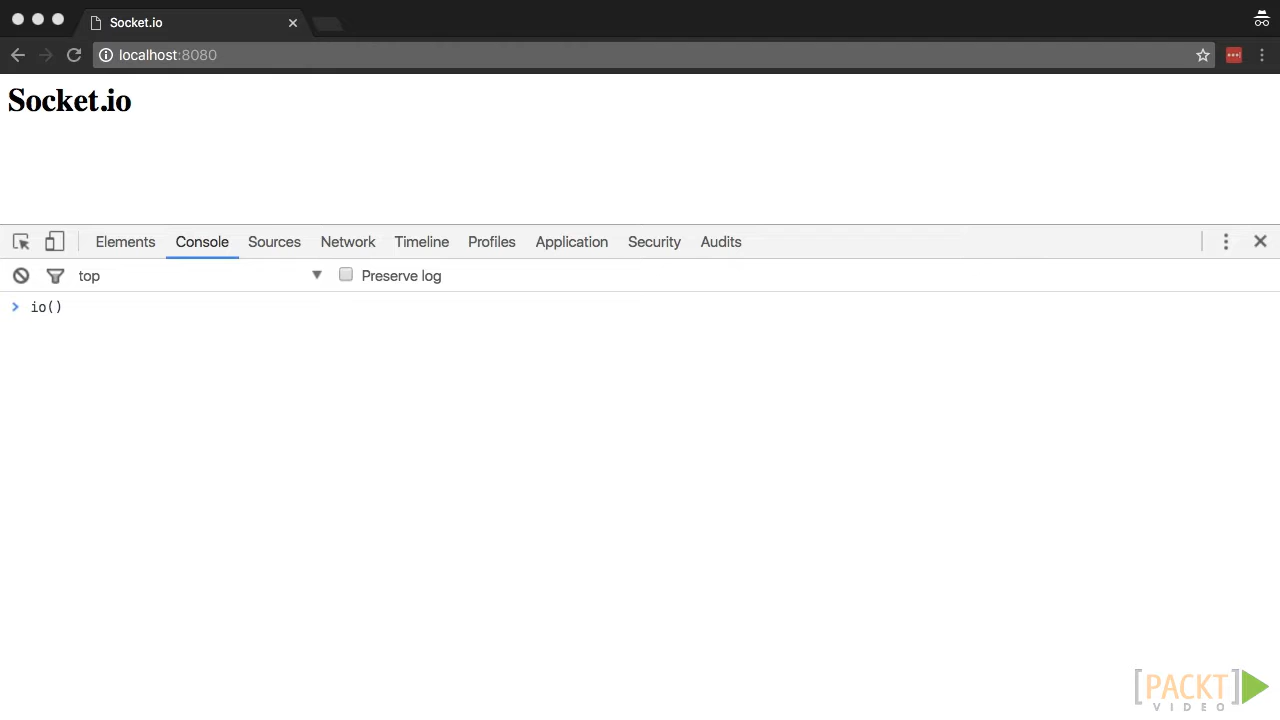 Socket.io
localhost:8080
Socket.io
Elements Console Sources Network Timeline Profiles Application Security Audits
top Preserve log
> io()
[PACKT]
VIDEO